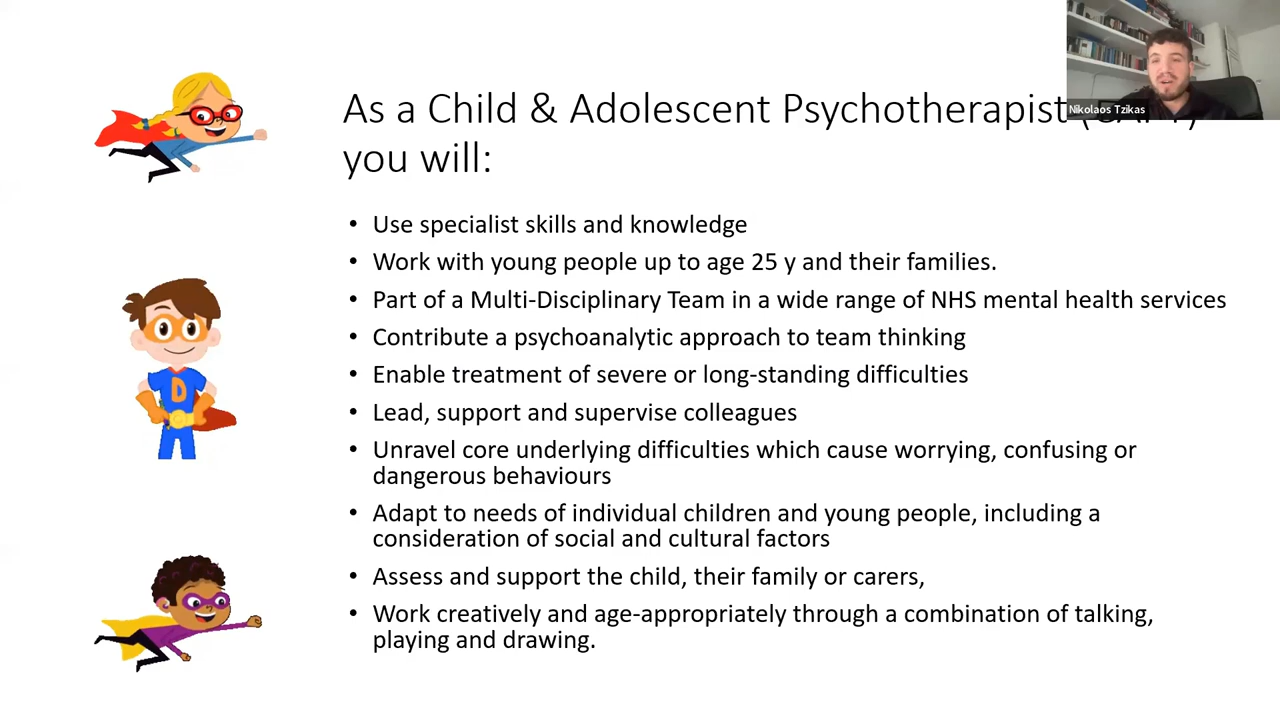 Nikolaos Tzikas
As a Child & Adolescent Psychotherapist
you will:
• Use specialist skills and knowledge
• Work with young people up to age 25 y and their families.
• Part of a Multi-Disciplinary Team in a wide range of NHS mental health services
• Contribute a psychoanalytic approach to team thinking
• Enable treatment of severe or long-standing difficulties
• Lead, support and supervise colleagues
• Unravel core underlying difficulties which cause worrying, confusing or
dangerous behaviours
• Adapt to needs of individual children and young people, including a
consideration of social and cultural factors
• Assess and support the child, their family or carers,
• Work creatively and age-appropriately through a combination of talking,
playing and drawing.
D